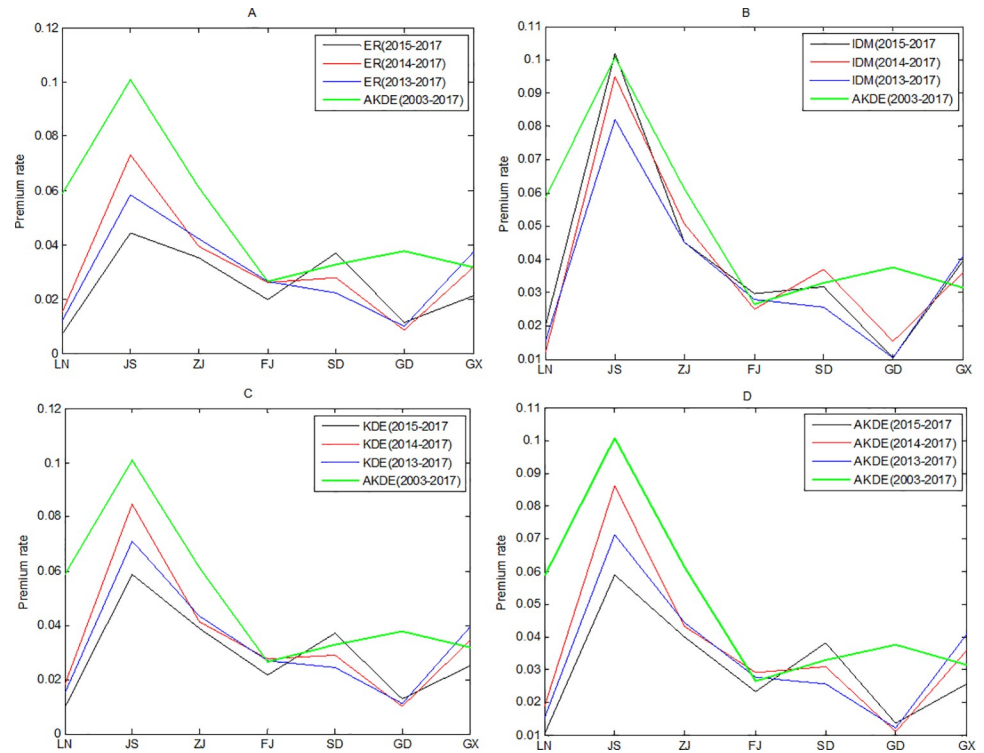 A
Premium rate
0.12
0.1
0.08
0.06
0.04
0.02
0
LN JS ZJ FJ SD GD GX
ER(2015-2017
ER(2014-2017)
ER(2013-2017)
AKDE(2003-2017)
B
Premium rate
0.11
0.1
0.09
0.08
0.07
0.06
0.05
0.04
0.03
0.02
0.01
LN JS ZJ FJ SD GD GX
IDM(2015-2017
IDM(2014-2017)
IDM(2013-2017)
AKDE(2003-2017)
C
Premium rate
0.12
0.1
0.08
0.06
0.04
0.02
0
LN JS ZJ FJ SD GD GX
KDE(2015-2017
KDE(2014-2017)
KDE(2013-2017)
AKDE(2003-2017)
D
Premium rate
0.11
0.1
0.09
0.08
0.07
0.06
0.05
0.04
0.03
0.02
0.01
LN JS ZJ FJ SD GD GX
AKDE(2015-2017
AKDE(2014-2017)
AKDE(2013-2017)
AKDE(2003-2017)